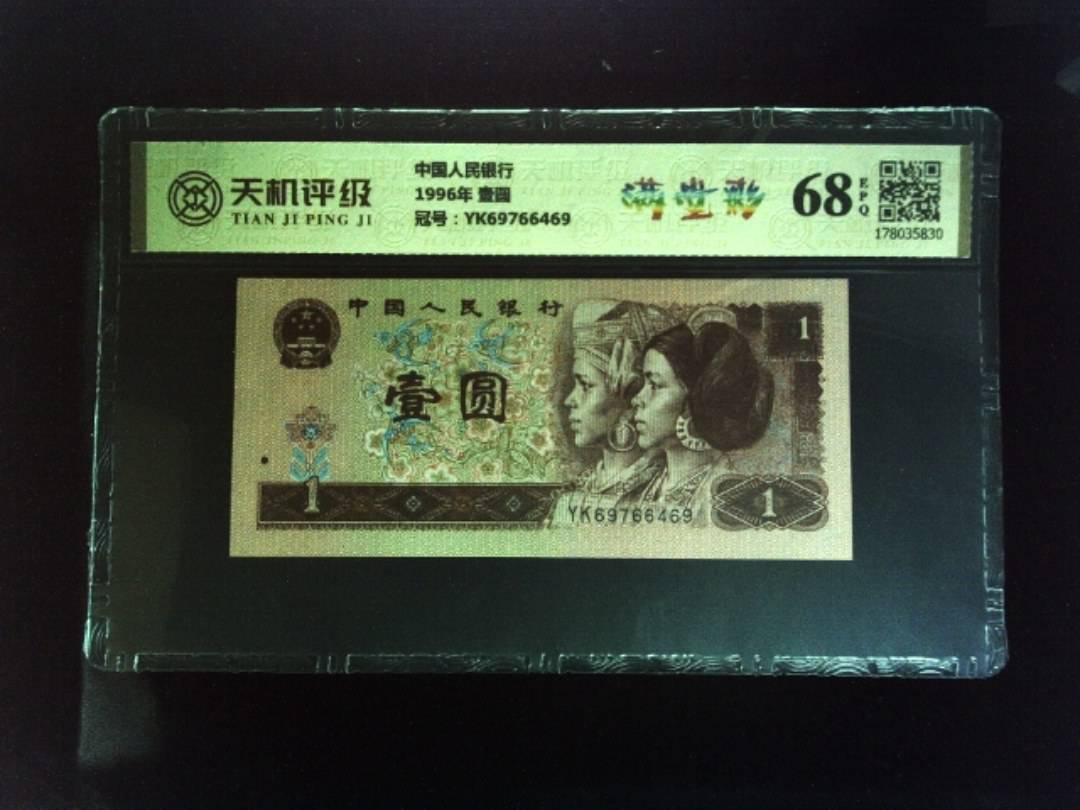 天机评级
TIAN JI PING JI
中国人民银行
1996年 壹圆
冠号：YK69766469
满堂彩
68
EPQ
178035830
中国人民银行
1
壹圆
1
YK69766469
1